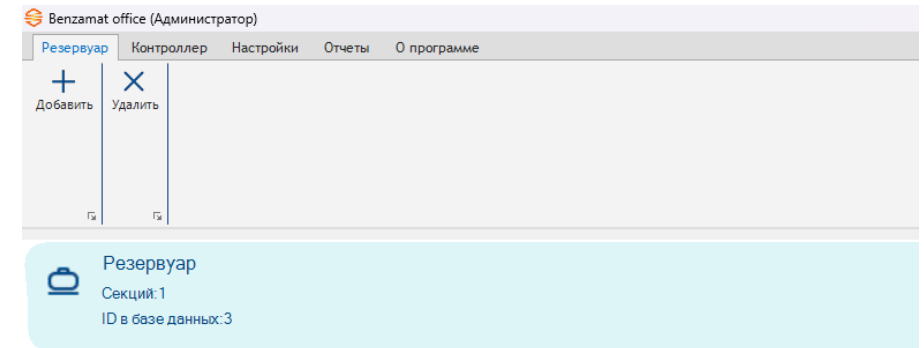 Benzamat office (Администратор)
Резервуар Контроллер Настройки Отчеты О программе
Добавить Удалить
Резервуар
Секций:1
ID в базе данных:3